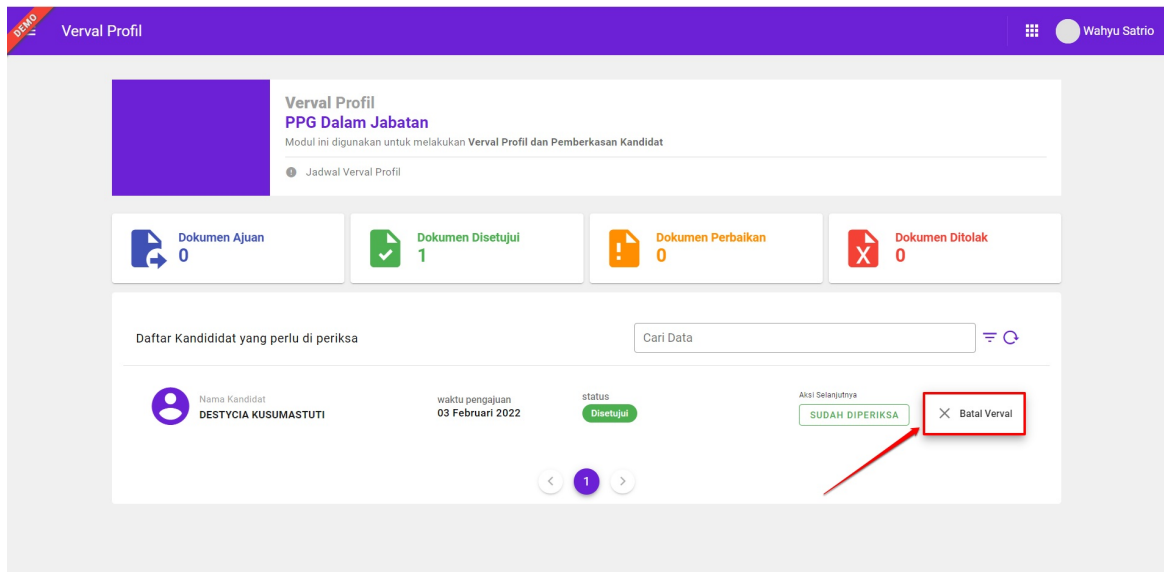 DEMO
Verval Profil
Wahyu Satrio
Verval Profil
PPG Dalam Jabatan
Modul ini digunakan untuk melakukan Verval Profil dan Pemberkasan Kandidat
Jadwal Verval Profil
Dokumen Ajuan
0
Dokumen Disetujui
1
Dokumen Perbaikan
0
Dokumen Ditolak
0
Daftar Kandididat yang perlu di periksa
Cari Data
Nama Kandidat
DESTYCIA KUSUMASTUTI
waktu pengajuan
03 Februari 2022
status
Disetujui
Aksi Selanjutnya
SUDAH DIPERIKSA
Batal Verval
1